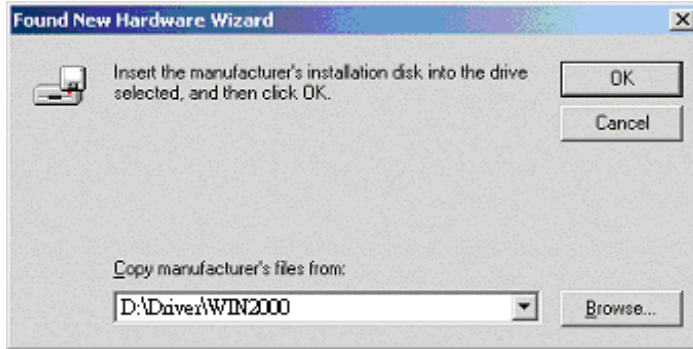 Found New Hardware Wizard
Insert the manufacturer's installation disk into the drive
selected, and then click OK.
OK
Cancel
Copy manufacturer's files from:
D:\Driver\WIN2000
Browse...